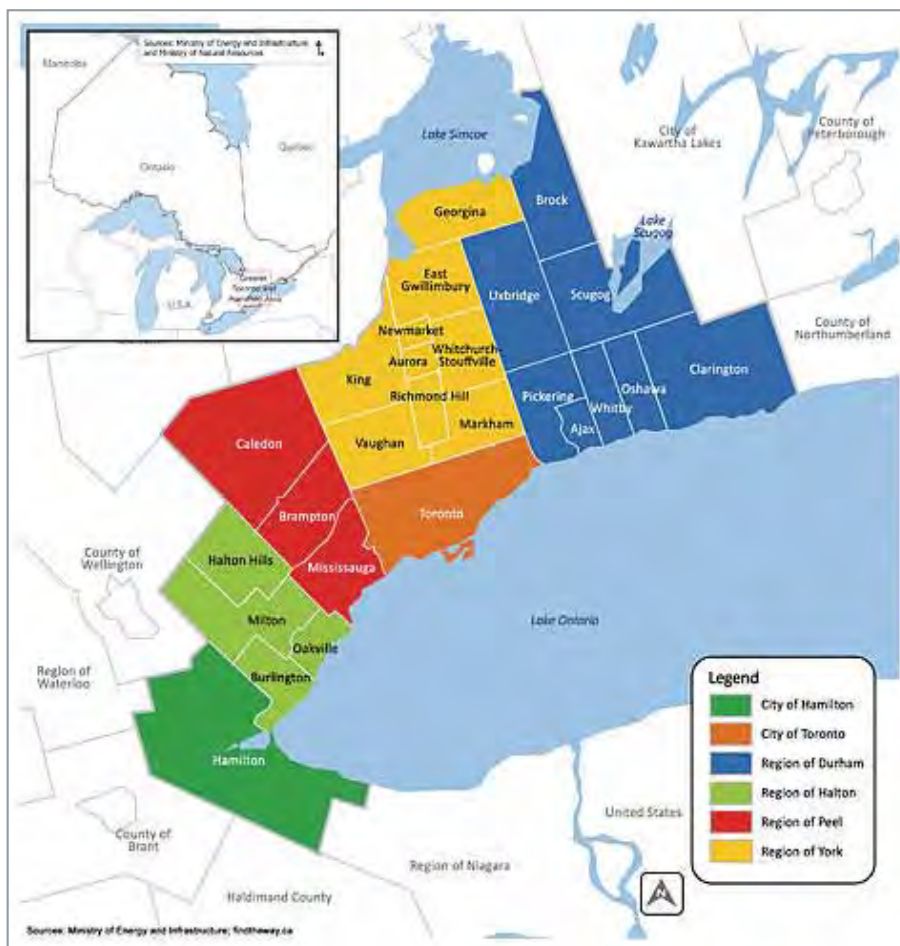 Sources: Ministry of Energy and Infrastructure
and Ministry of Natural Resources
Manitoba
Ontario
Quebec
U.S.A.
Greater
Toronto and
Hamilton Area
Lake Simcoe
City of
Kawartha Lakes
County of
Peterborough
Georgina
Brock
Lake
Scugog
East
Gwillimbury
Uxbridge
Scugog
County of
Northumberland
Newmarket
Whitchurch-
Stouffville
Aurora
King
Richmond Hill
Pickering
Whitby
Oshawa
Clarington
Ajax
Markham
Vaughan
Caledon
Brampton
Toronto
Mississauga
Halton Hills
County of
Wellington
Milton
Oakville
Burlington
Lake Ontario
Region of
Waterloo
Hamilton
County of
Brant
Haldimand County
Region of Niagara
United States
Legend
City of Hamilton
City of Toronto
Region of Durham
Region of Halton
Region of Peel
Region of York
N
Sources: Ministry of Energy and Infrastructure; findtheway.ca